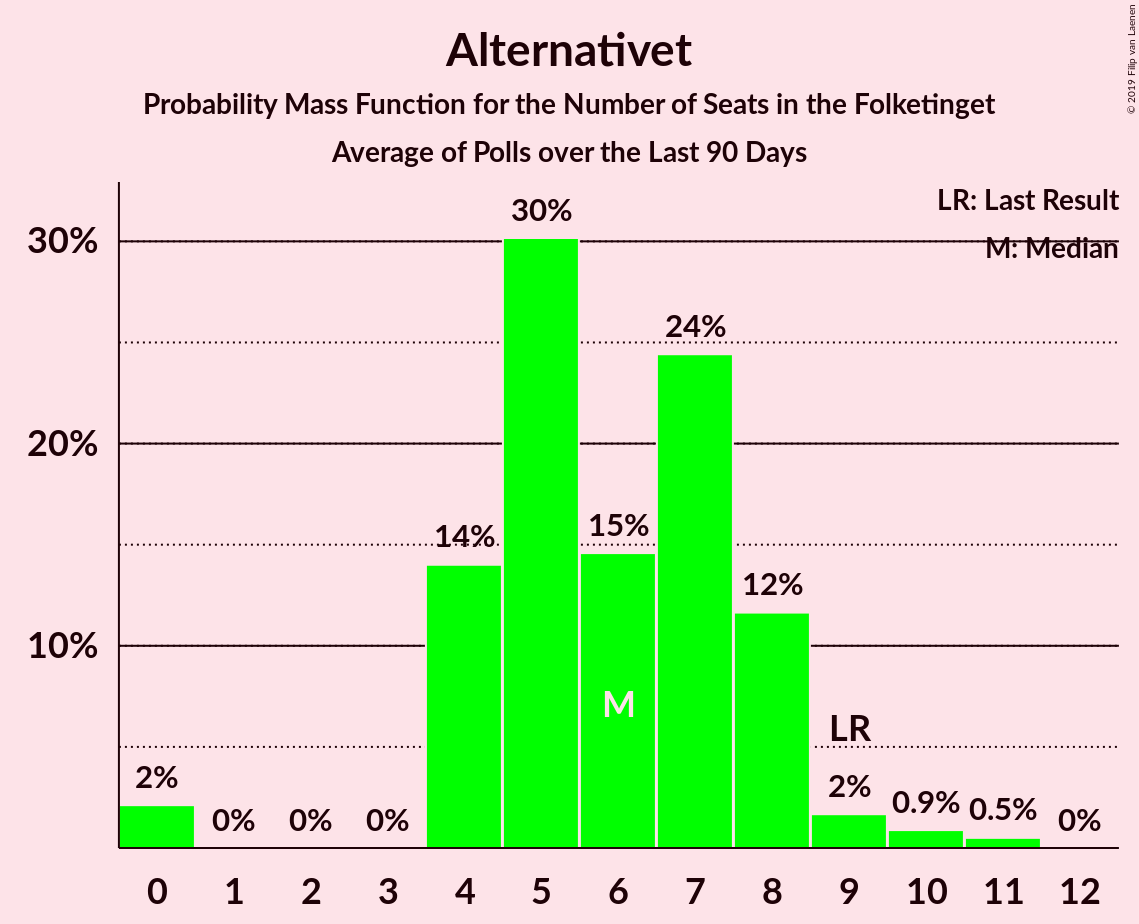 Alternativet
Probability Mass Function for the Number of Seats in the Folketinget
Average of Polls over the Last 90 Days
© 2019 Filip van Laenen
LR: Last Result
M: Median
30%
20%
10%
2%
0%
0%
0%
14%
30%
15%
24%
12%
2%
0.9%
0.5%
0%
M
LR
0 1 2 3 4 5 6 7 8 9 10 11 12